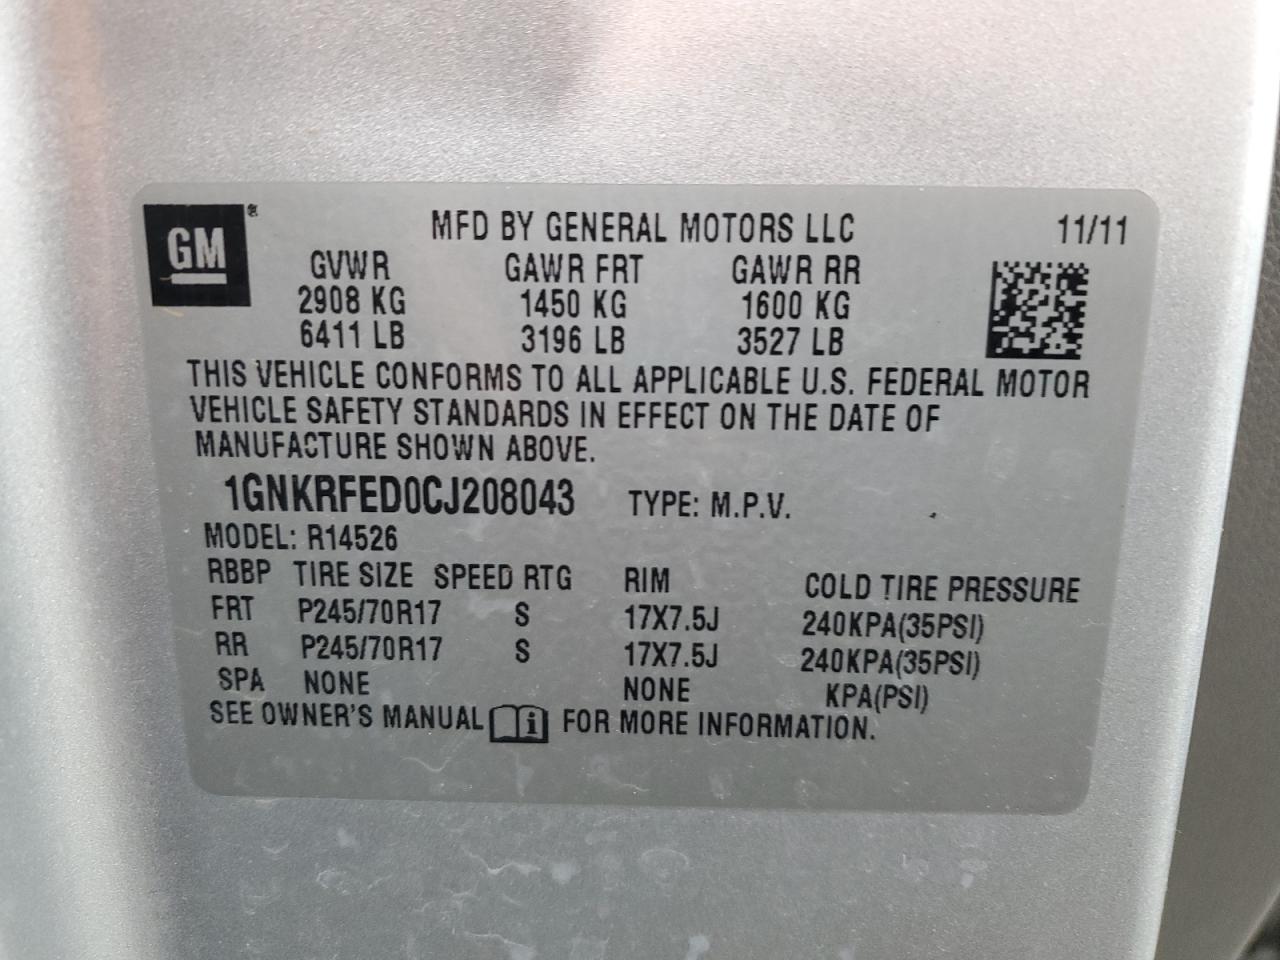 GM®
MFD BY GENERAL MOTORS LLC 11/11
GVWR GAWR FRT GAWR RR
2908 KG 1450 KG 1600 KG
6411 LB 3196 LB 3527 LB
THIS VEHICLE CONFORMS TO ALL APPLICABLE U.S. FEDERAL MOTOR
VEHICLE SAFETY STANDARDS IN EFFECT ON THE DATE OF
MANUFACTURE SHOWN ABOVE.
1GNKRFED0CJ208043 TYPE: M.P.V.
MODEL: R14526
RBBP TIRE SIZE SPEED RTG RIM COLD TIRE PRESSURE
FRT P245/70R17 S 17X7.5J 240KPA(35PSI)
RR P245/70R17 S 17X7.5J 240KPA(35PSI)
SPA NONE NONE KPA(PSI)
SEE OWNER'S MANUAL i FOR MORE INFORMATION.